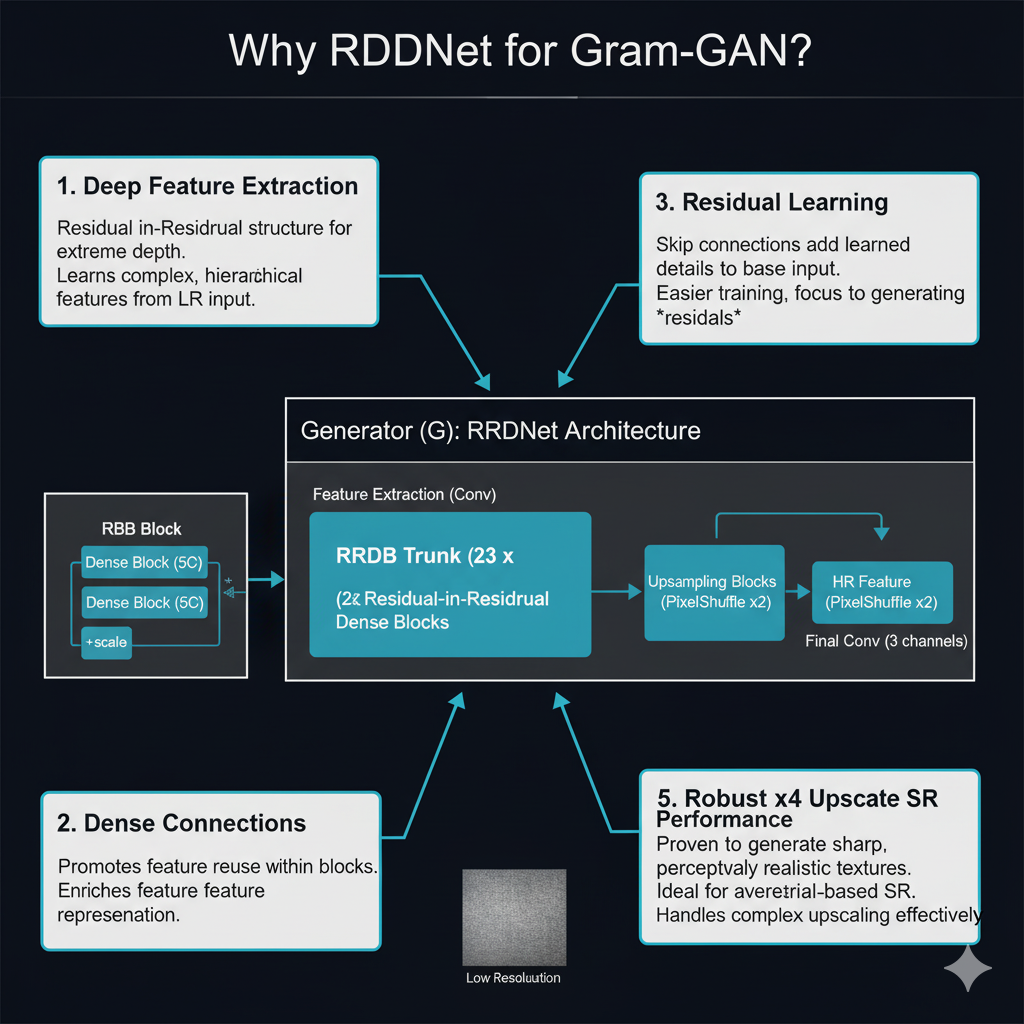 Why RDDNet for Gram-GAN?
1. Deep Feature Extraction
Residual in-Residrual structure for
extreme depth.
Learns complex, hierarchical
features from LR input.
3. Residual Learning
Skip connections add learned
details to base input.
Easier training, focus to generating
*residals*
Generator (G): RRDNet Architecture
RBB Block
Dense Block (5C)
Dense Block (5C)
+scale
+
Feature Extraction (Conv)
RRDB Trunk (23 x
(2x Residual-in-Residrual
Dense Blocks
Upsampling Blocks
(PixelShuffle x2)
HR Feature
(PixelShuffle x2)
Final Conv (3 channels)
2. Dense Connections
Promotes feature reuse within blocks.
Enriches feature feature
represenation.
Low Resoluution
5. Robust x4 Upscate SR
Performance
Proven to generate sharp,
perceptvaly realistic textures.
Ideal for averetrial-based SR.
Handles complex upscaling effectively